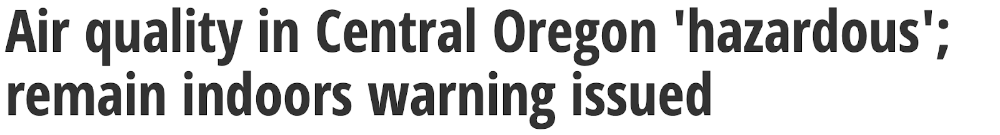 Air quality in Central Oregon 'hazardous';
remain indoors warning issued